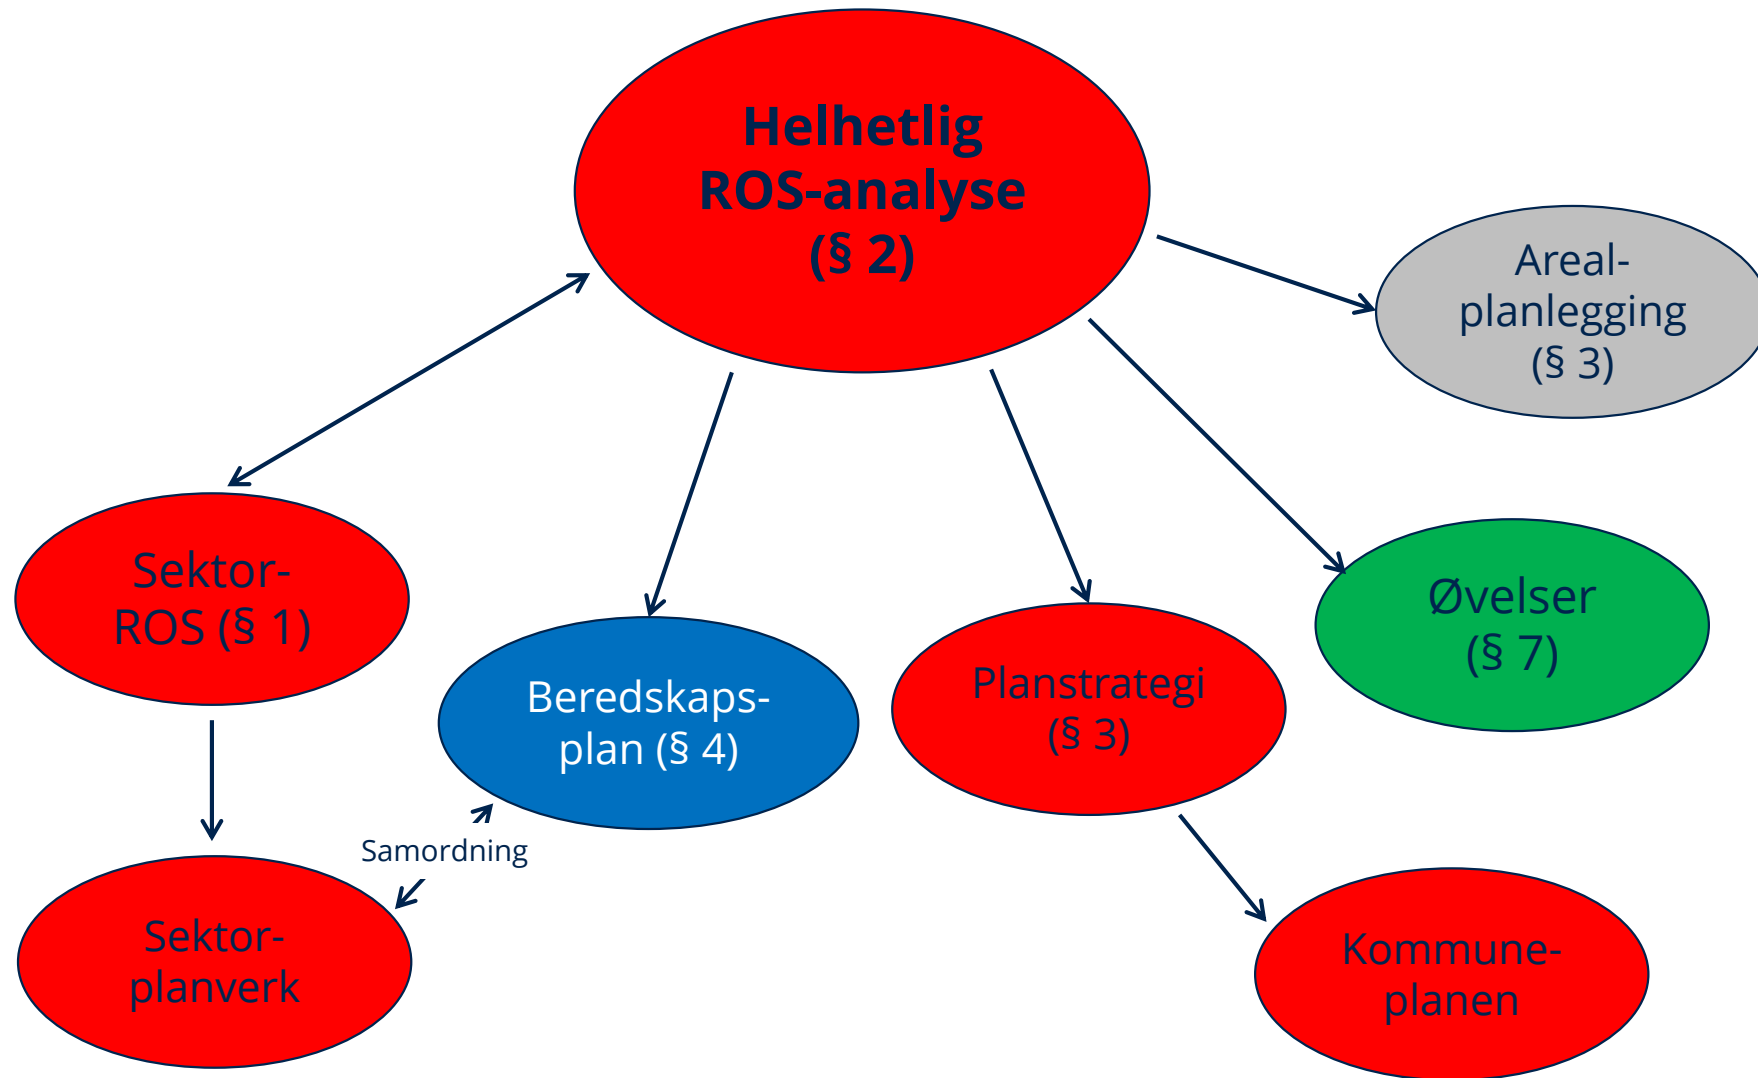 Helhetlig
ROS-analyse
(§ 2)
Areal-
planlegging
(§ 3)
Sektor-
ROS (§ 1)
Beredskaps-
plan (§ 4)
Planstrategi
(§ 3)
Øvelser
(§ 7)
Samordning
Sektor-
planverk
Kommune-
planen